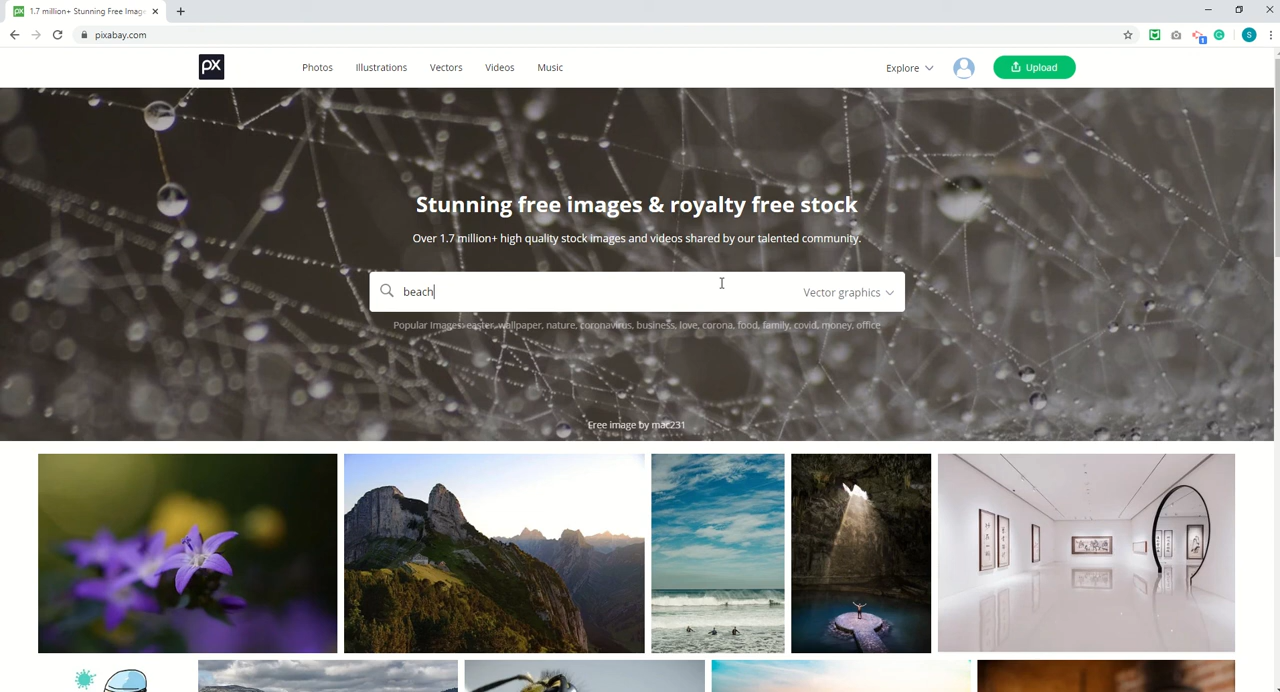 1.7 million+ Stunning Free Imag
pixabay.com
1
S
px
Photos
Illustrations
Vectors
Videos
Music
Explore
Upload
Stunning free images & royalty free stock
Over 1.7 million+ high quality stock images and videos shared by our talented community.
beach
Vector graphics
Popular Images: easter, wallpaper, nature, coronavirus, business, love, corona, food, family, covid, money, office
Free image by mac231